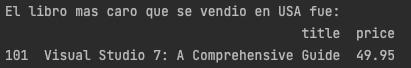 El libro mas caro que se vendio en USA fue:
title price
101 Visual Studio 7: A Comprehensive Guide 49.95